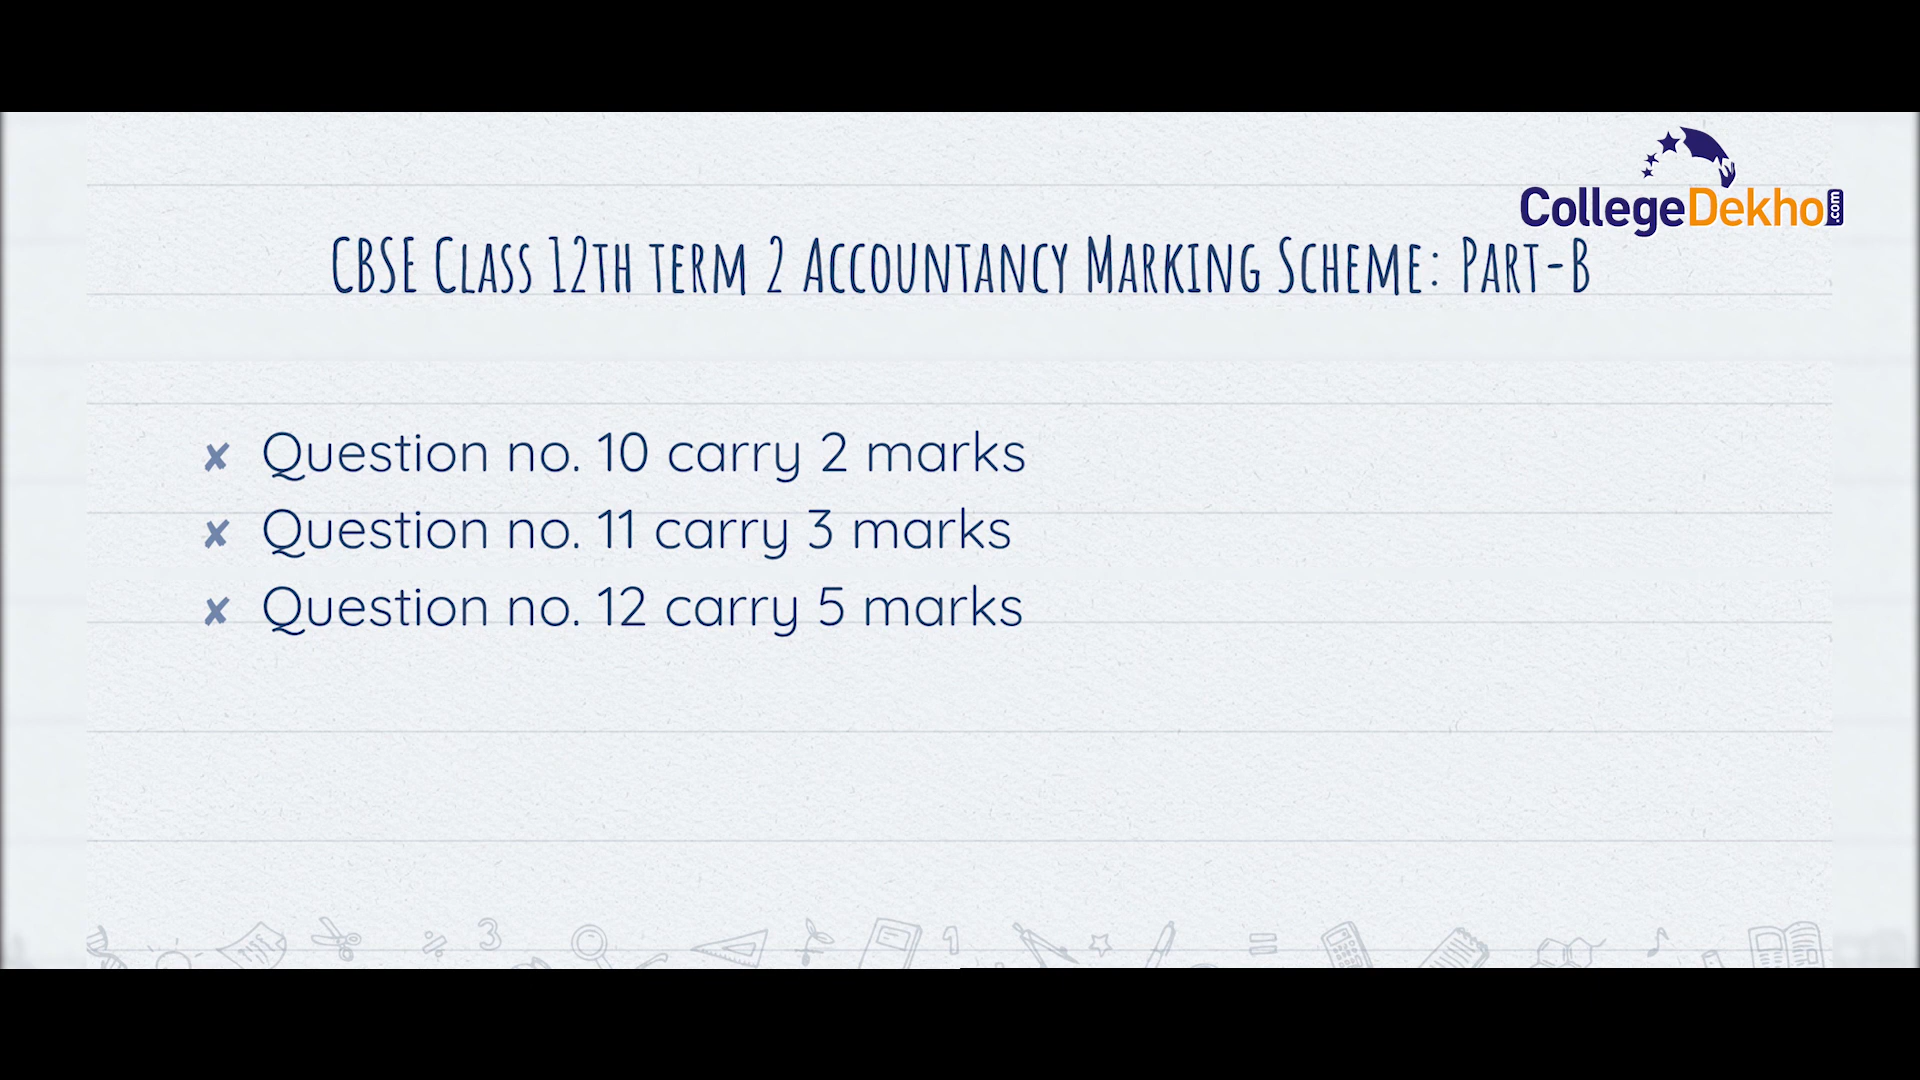 CollegeDekho.com
CBSE Class 12th term 2 Accountancy Marking Scheme: Part-B
✘ Question no. 10 carry 2 marks
✘ Question no. 11 carry 3 marks
✘ Question no. 12 carry 5 marks